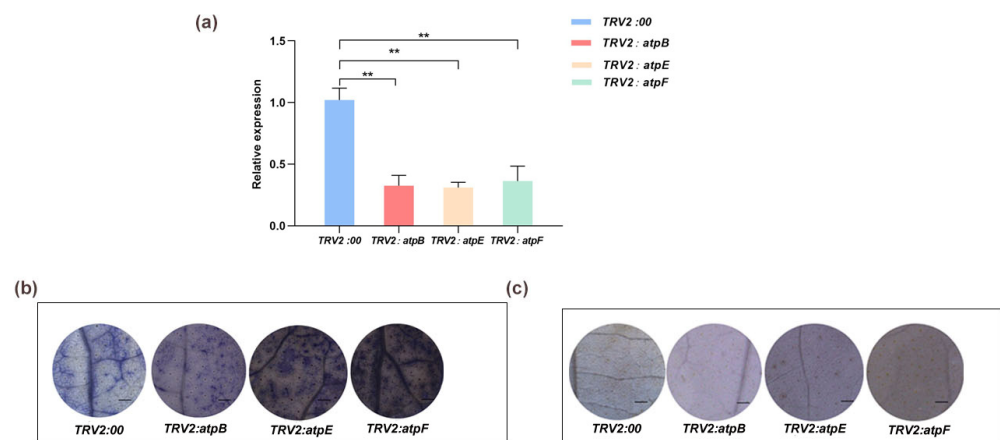 (a)
TRV2 :00
TRV2 : atpB
TRV2 : atpE
TRV2 : atpF
Relative expression
1.5
1.0
0.5
0.0
**
**
**
TRV2 :00
TRV2 : atpB
TRV2 : atpE
TRV2 : atpF
(b)
TRV2:00
TRV2:atpB
TRV2:atpE
TRV2:atpF
(c)
TRV2:00
TRV2:atpB
TRV2:atpE
TRV2:atpF